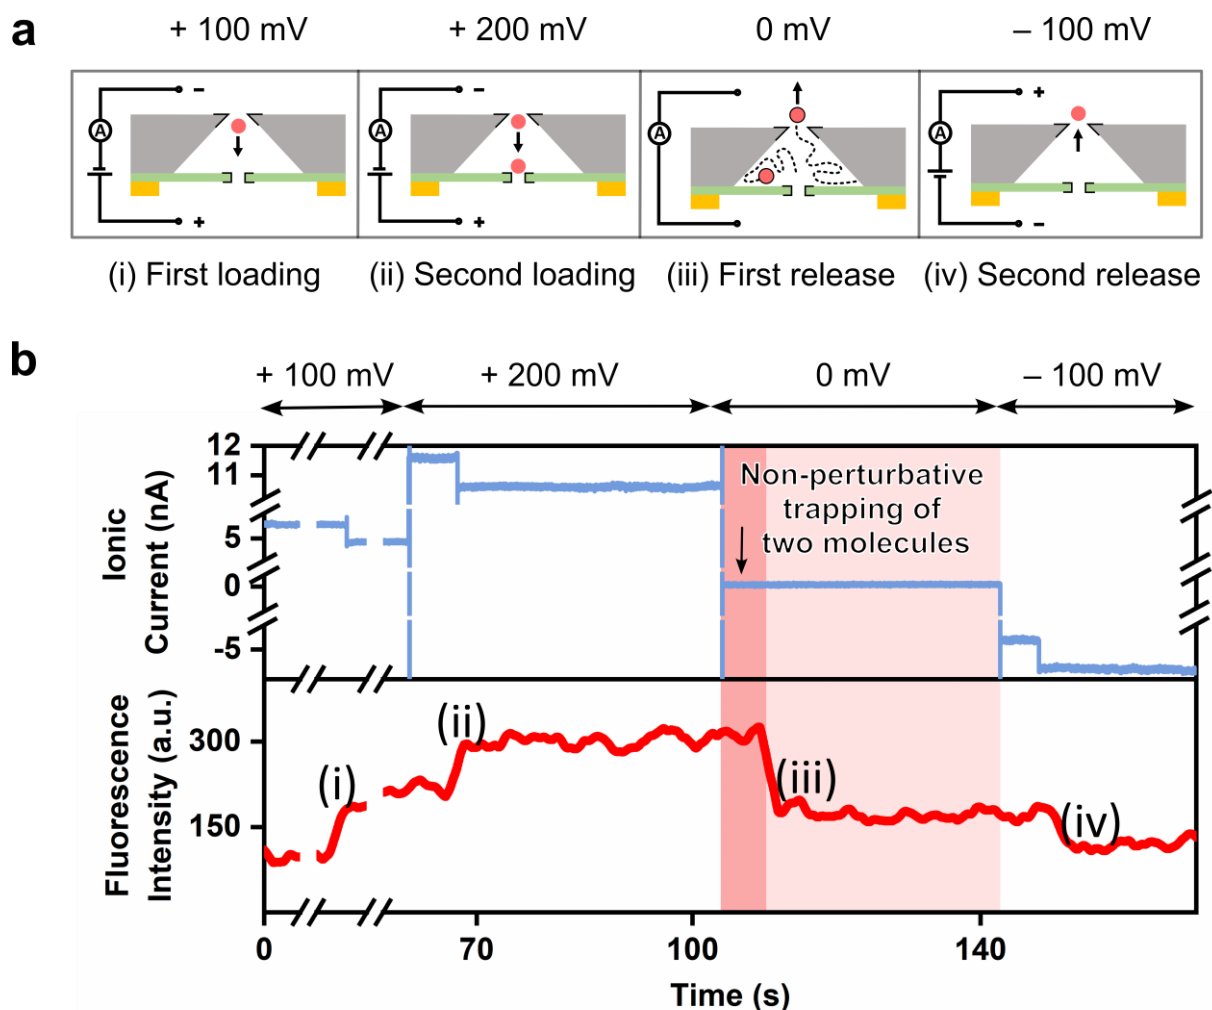 a
+ 100 mV
+ 200 mV
0 mV
– 100 mV
A
-
+
A
-
+
A
A
+
-
(i) First loading
(ii) Second loading
(iii) First release
(iv) Second release
b
+ 100 mV
+ 200 mV
0 mV
– 100 mV
Ionic
Current (nA)
12
11
5
0
-5
Non-perturbative
trapping of
two molecules
Fluorescence
Intensity (a.u.)
300
150
(i)
(ii)
(iii)
(iv)
0
70
100
140
Time (s)